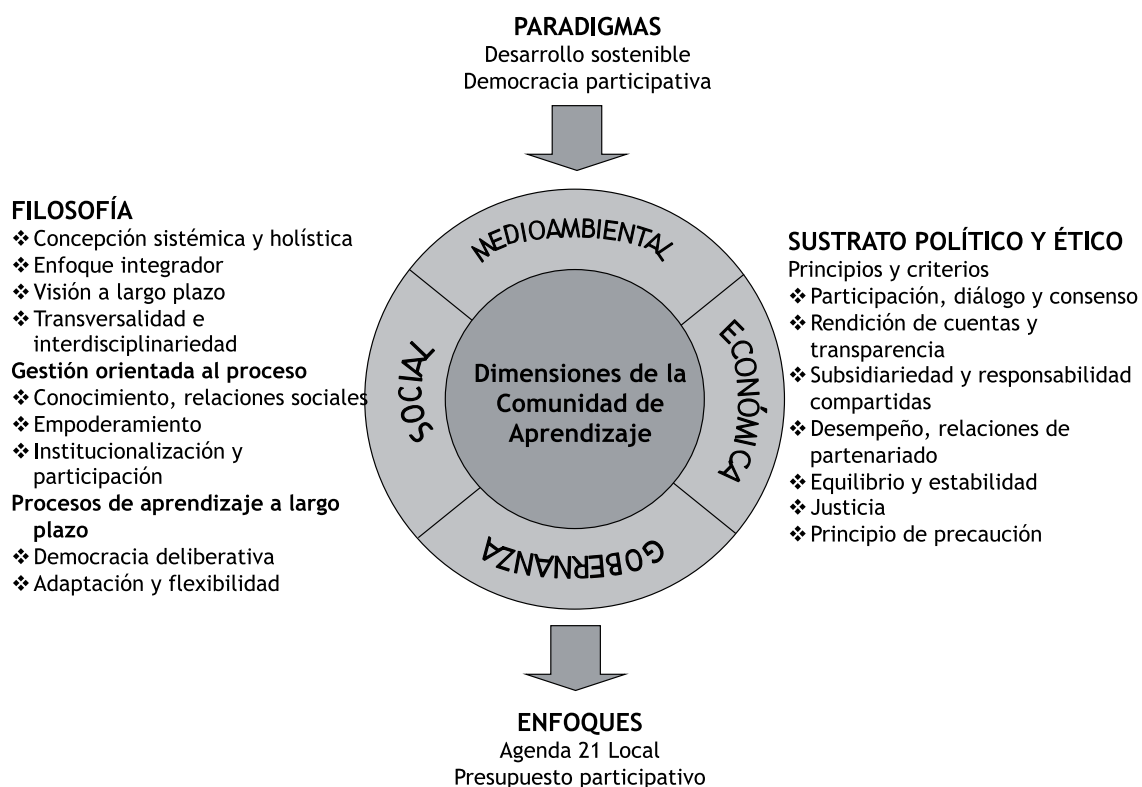 PARADIGMAS
Desarrollo sostenible
Democracia participativa
FILOSOFÍA
❖ Concepción sistémica y holística
❖ Enfoque integrador
❖ Visión a largo plazo
❖ Transversalidad e
interdisciplinariedad
Gestión orientada al proceso
❖ Conocimiento, relaciones sociales
❖ Empoderamiento
❖ Institucionalización y
participación
Procesos de aprendizaje a largo
plazo
❖ Democracia deliberativa
❖ Adaptación y flexibilidad
MEDIOAMBIENTAL
SOCIAL
Dimensiones de la
Comunidad de
Aprendizaje
ECONÓMICA
GOBERNANZA
SUSTRATO POLÍTICO Y ÉTICO
Principios y criterios
❖ Participación, diálogo y consenso
❖ Rendición de cuentas y
transparencia
❖ Subsidiariedad y responsabilidad
compartidas
❖ Desempeño, relaciones de
partenariado
❖ Equilibrio y estabilidad
❖ Justicia
❖ Principio de precaución
ENFOQUES
Agenda 21 Local
Presupuesto participativo